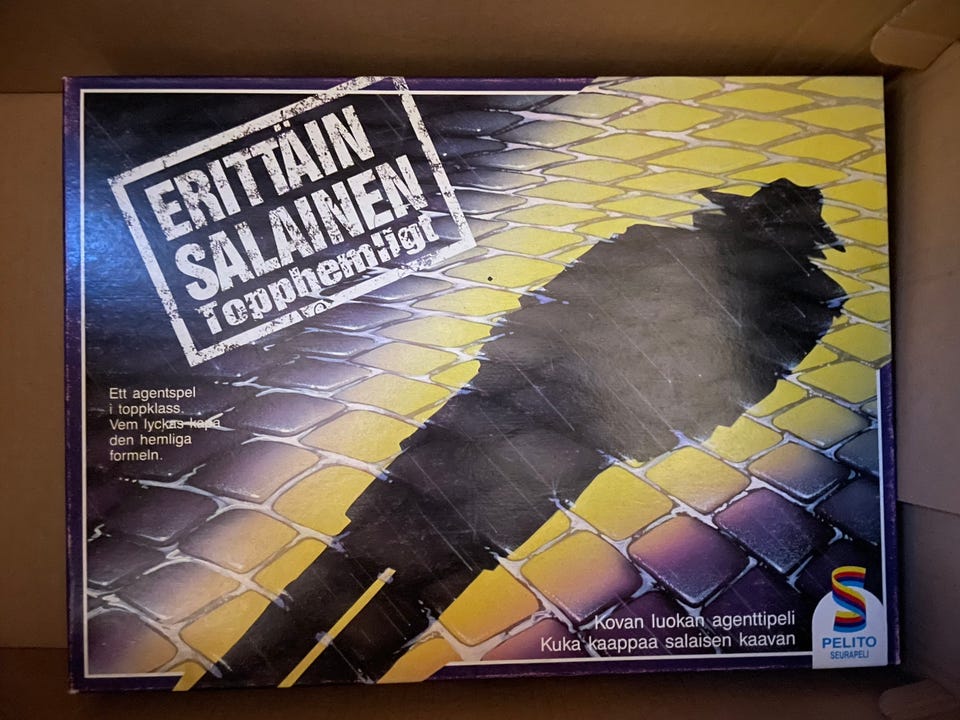 ERITTÄIN
SALAINEN
Topphemligt
Ett agentspel
i toppklass.
Vem lyckas kapa
den hemliga
formeln.
Kovan luokan agenttipeli
Kuka kaappaa salaisen kaavan
PELITO
SEURAPELI